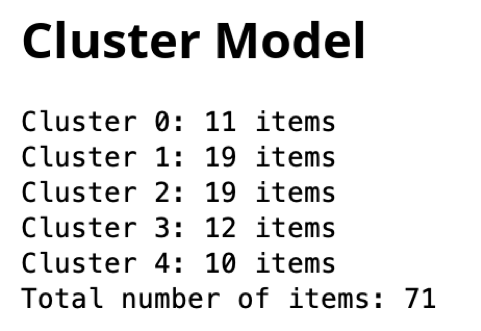 Cluster Model
Cluster 0: 11 items
Cluster 1: 19 items
Cluster 2: 19 items
Cluster 3: 12 items
Cluster 4: 10 items
Total number of items: 71